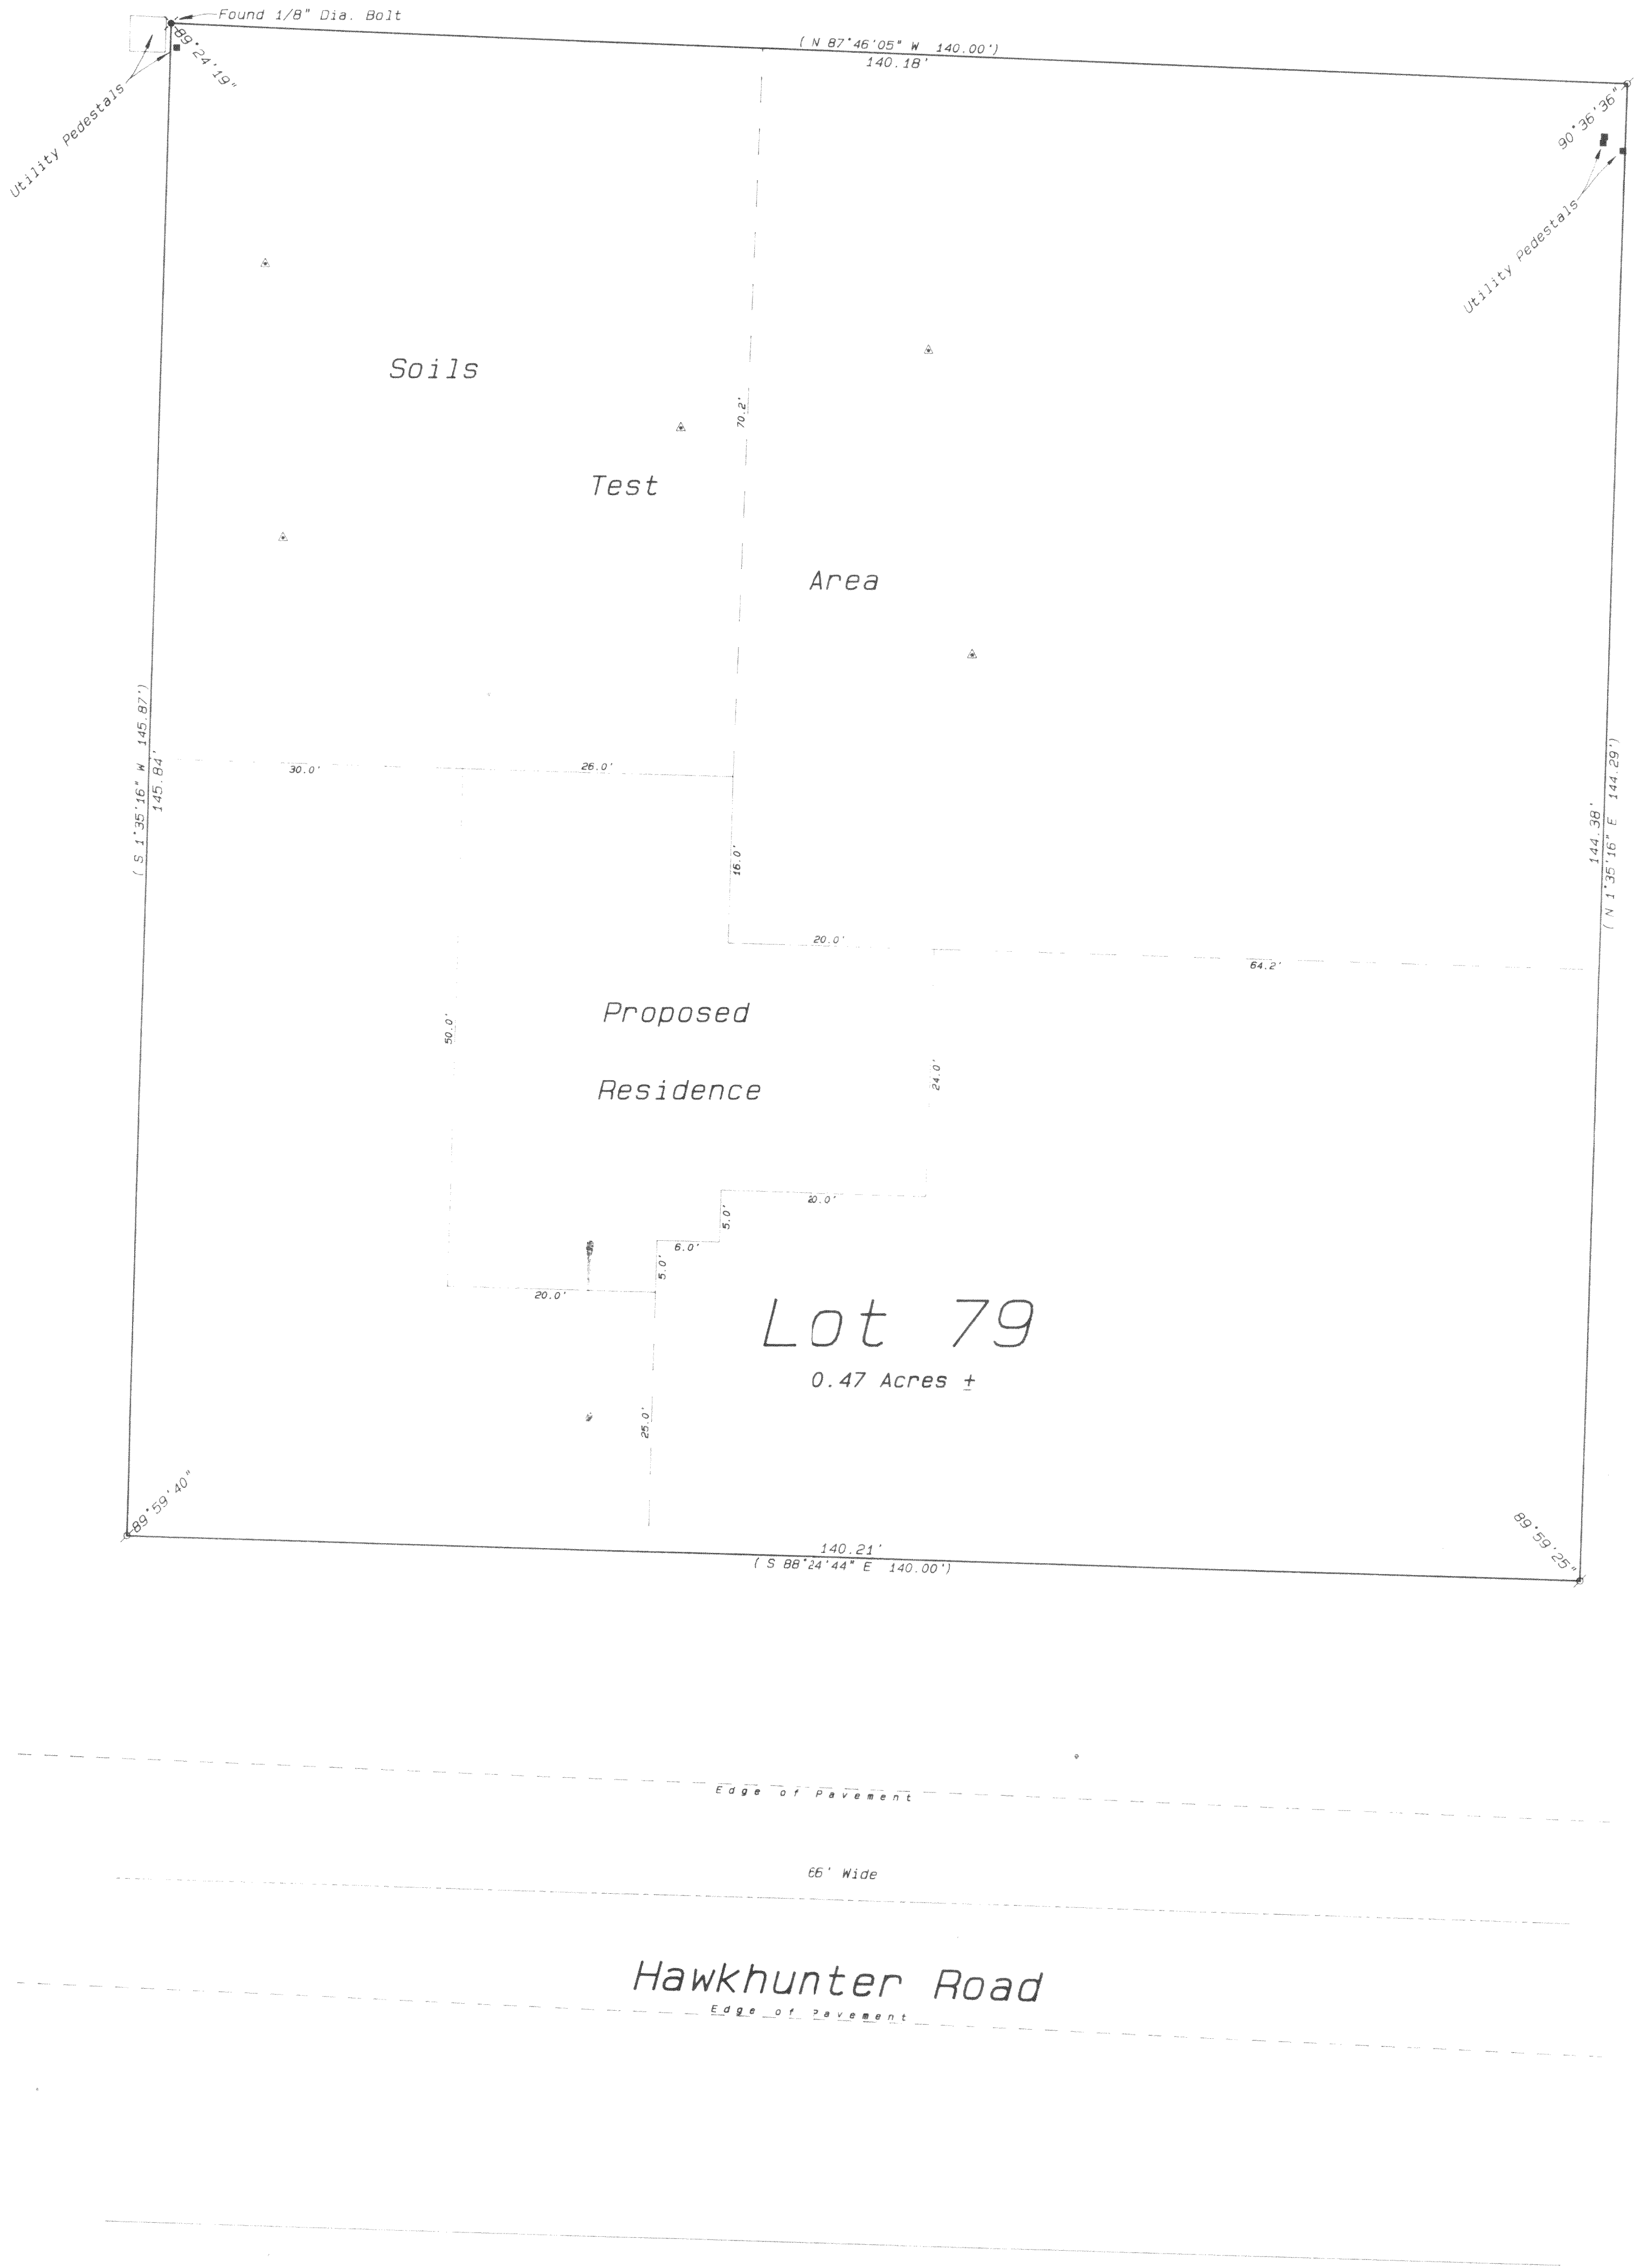 Found 1/8" Dia. Bolt
89°24'19"
( N 87°46'05" W 140.00')
140.18'
90°36'36"
Utility Pedestals
Utility Pedestals
Soils
70.2'
Test
Area
( S 1°35'16" W 145.87')
145.84'
144.38'
( N 1°35'16" E 144.29')
30.0'
26.0'
16.0'
20.0'
64.2'
Proposed
50.0'
24.0'
Residence
20.0'
5.0'
6.0'
5.0'
20.0'
Lot 79
0.47 Acres ±
25.0'
89°59'40"
89°59'25"
140.21'
( S 88°24'44" E 140.00')
Edge of Pavement
66' Wide
Hawkhunter Road
Edge of Pavement